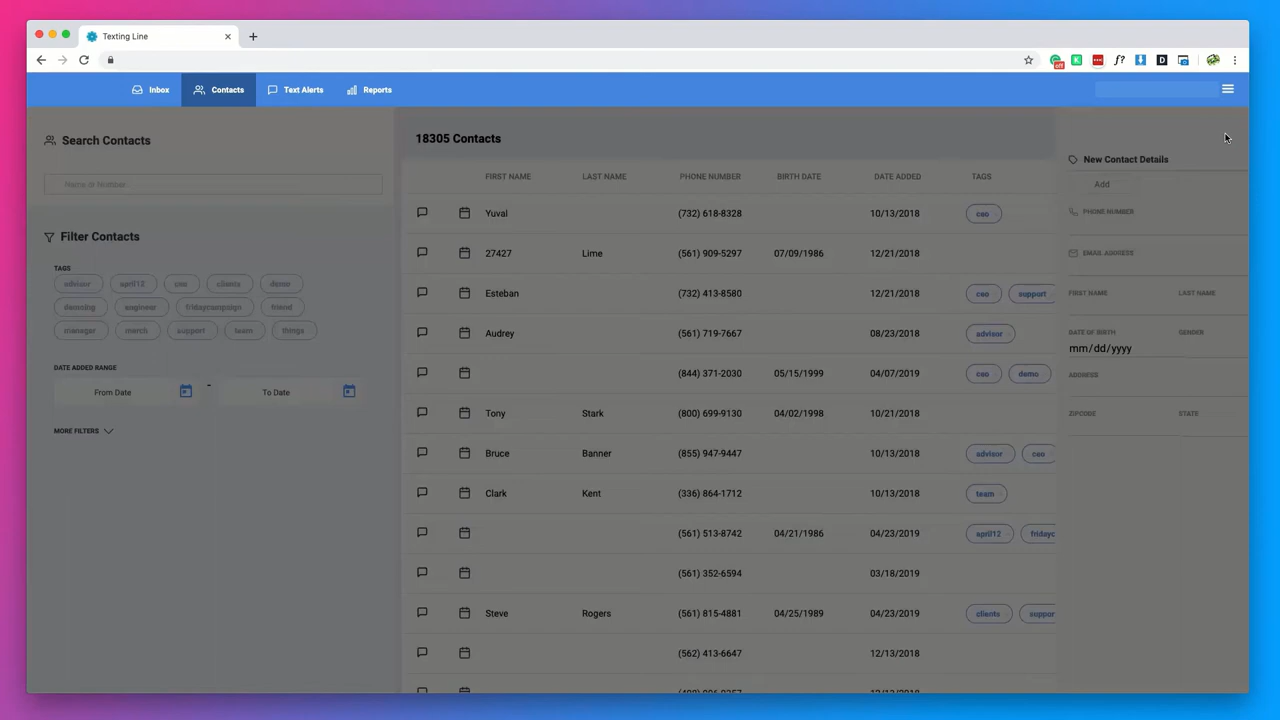 Texting Line
off
K
f?
D
Inbox
Contacts
Text Alerts
Reports
Search Contacts
Name or Number
Filter Contacts
TAGS
advisor april12 ceo clients demo
demoing engineer fridaycampaign friend
manager merch support team things
DATE ADDED RANGE
From Date - To Date
MORE FILTERS
18305 Contacts
FIRST NAME LAST NAME PHONE NUMBER BIRTH DATE DATE ADDED TAGS
Yuval (732) 618-8328 10/13/2018 ceo
27427 Lime (561) 909-5297 07/09/1986 12/21/2018
Esteban (732) 413-8580 12/21/2018 ceo support
Audrey (561) 719-7667 08/23/2019 advisor
(844) 371-2030 05/15/1999 04/07/2019 ceo demo
Tony Stark (800) 699-9130 04/02/1998 10/21/2018
Bruce Banner (855) 947-9447 10/13/2018 advisor ceo
Clark Kent (336) 864-1712 10/13/2018 team
(561) 513-8742 04/21/1986 04/23/2019 april12 fridayc
(561) 352-6594 03/18/2019
Steve Rogers (561) 815-4881 04/25/1989 04/23/2019 clients suppor
(562) 413-6647 12/13/2018
New Contact Details
Add
PHONE NUMBER
EMAIL ADDRESS
FIRST NAME LAST NAME
DATE OF BIRTH GENDER
mm/dd/yyyy
ADDRESS
ZIPCODE STATE